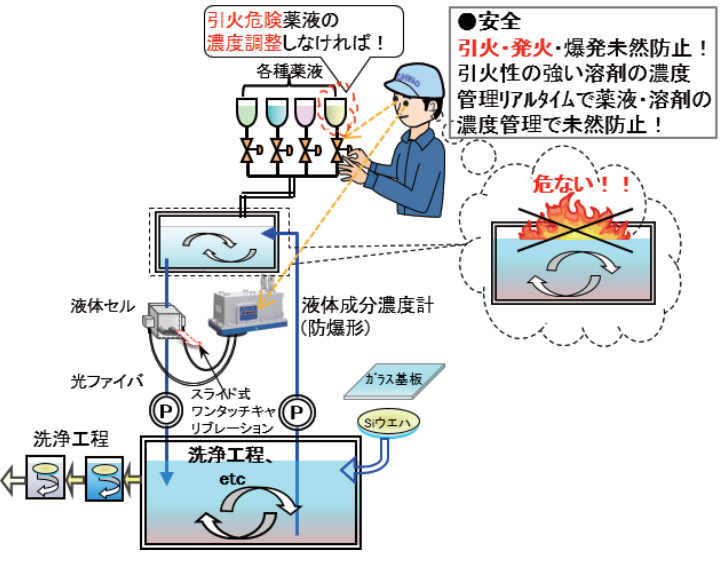 引火危険薬液の
濃度調整しなければ！
各種薬液
CHINO
●安全
引火・発火・爆発未然防止！
引火性の強い溶剤の濃度
管理リアルタイムで薬液・溶剤の
濃度管理で未然防止！
危ない！！
液体セル
液体成分濃度計
（防爆形）
光ファイバ
スライド式
ワンタッチキャ
リブレーション
P
P
ガラス基板
Siウエハ
洗浄工程
洗浄工程、
etc